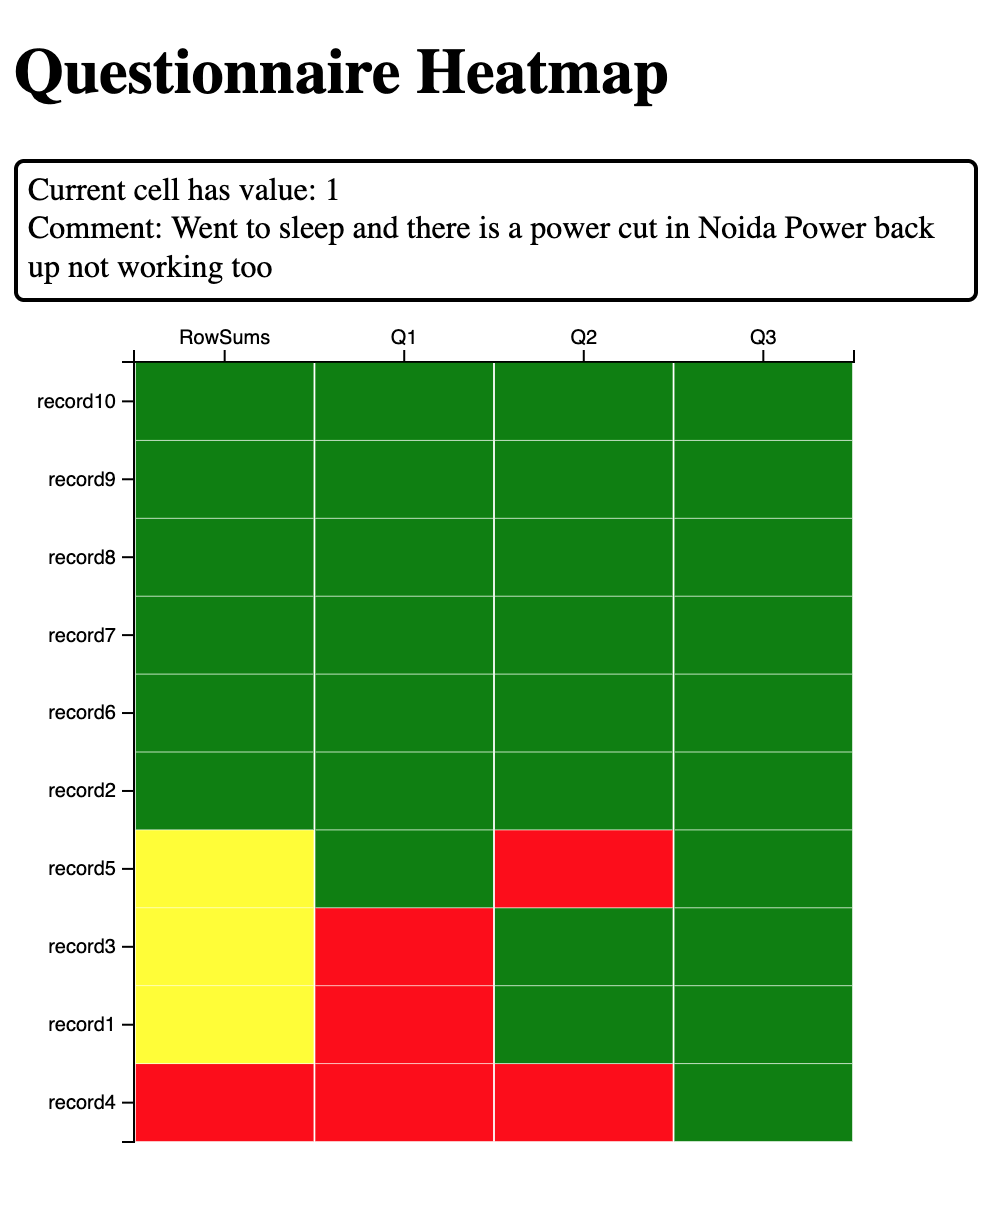 Questionnaire Heatmap
Current cell has value: 1
Comment: Went to sleep and there is a power cut in Noida Power back
up not working too
RowSums Q1 Q2 Q3
record10
record9
record8
record7
record6
record2
record5
record3
record1
record4